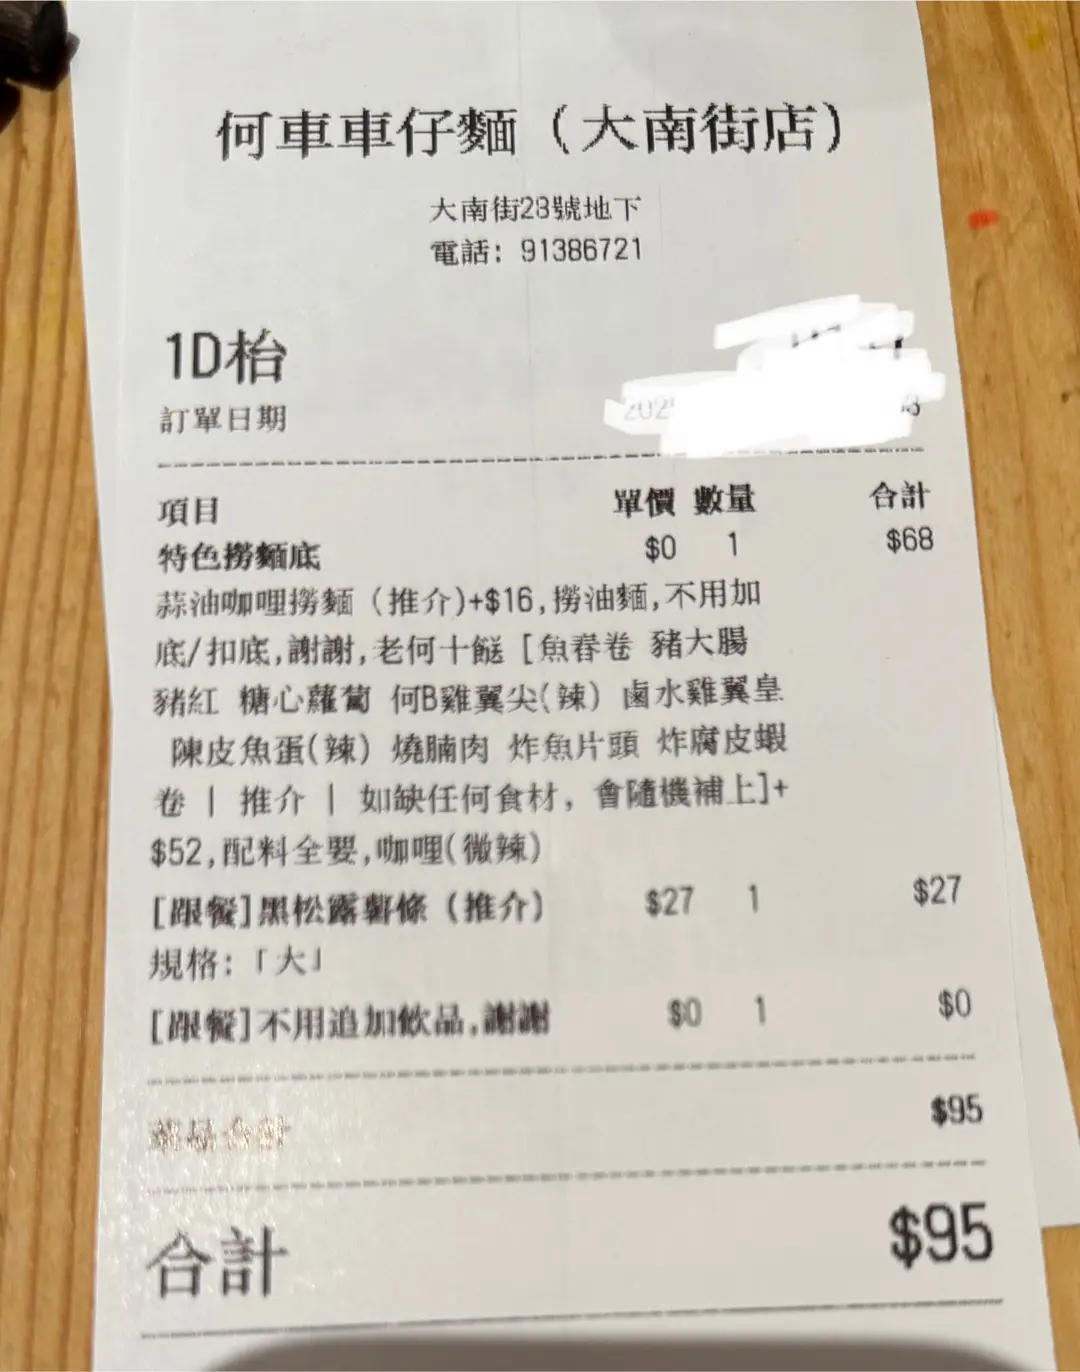 何車車仔麵（大南街店）
大南街28號地下
電話: 91386721
1D枱
訂單日期
項目 單價 數量 合計
特色撈麵底 $0 1 $68
蒜油咖哩撈麵（推介)+$16,撈油麵,不用加
底/扣底,謝謝,老何十餸 [魚春卷 豬大腸
豬紅 糖心蘿蔔 何B雞翼尖(辣) 鹵水雞翼皇
陳皮魚蛋(辣) 燒腩肉 炸魚片頭 炸腐皮蝦
卷 | 推介 | 如缺任何食材, 會隨機補上]+
$52,配料全要,咖哩(微辣)
[跟餐]黑松露薯條（推介） $27 1 $27
規格:「大」
[跟餐]不用追加飲品,謝謝 $0 1 $0
商品合計 $95
合計 $95